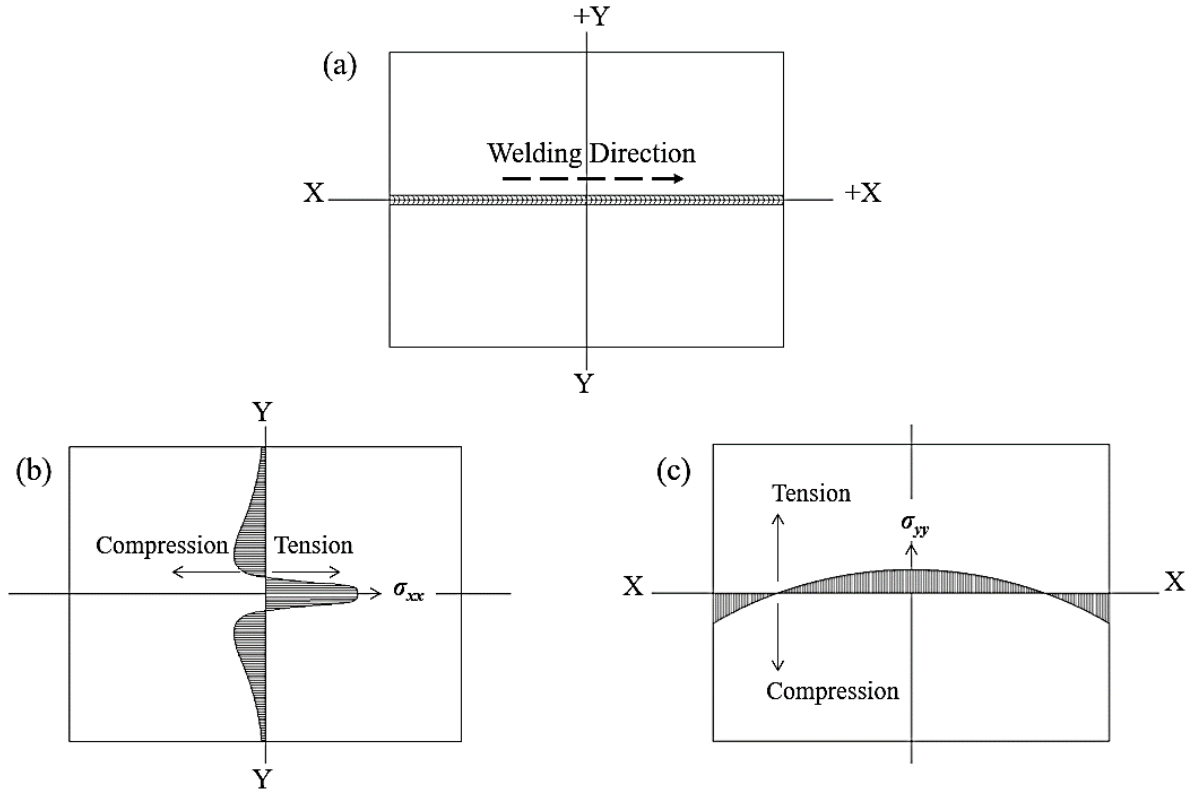 +Y
(a)
Welding Direction
X
+X
Y
Y
(b)
Compression
Tension
σxx
Y
(c)
Tension
σyy
X
X
Compression